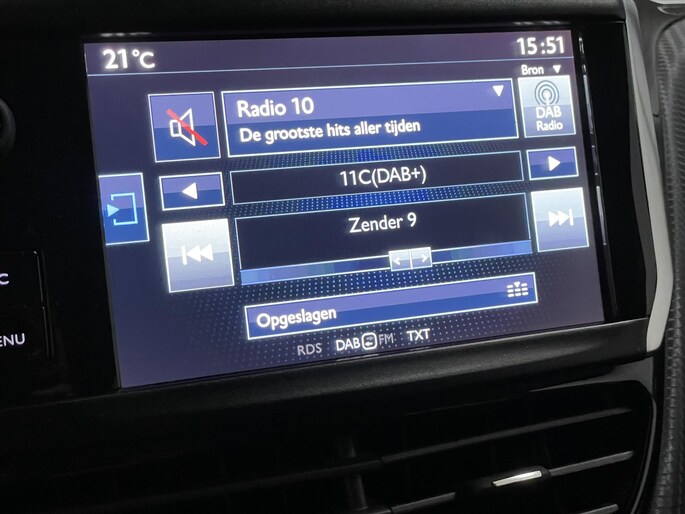 21°C
15:51
Bron ▼
Radio 10
De grootste hits aller tijden
DAB
Radio
11C(DAB+)
Zender 9
Opgeslagen
RDS DAB FM TXT
C
ENU